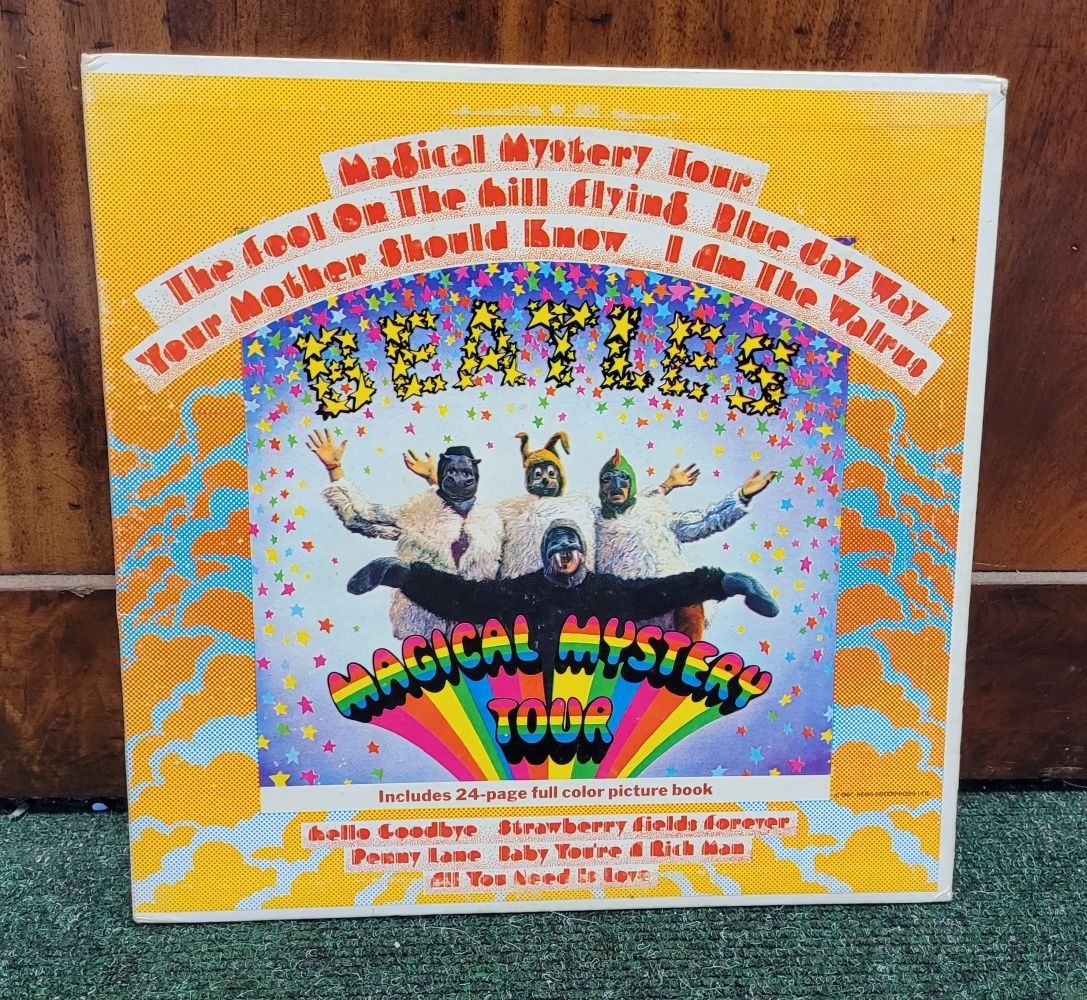 Magical Mystery Tour
The Fool On The Hill Flying Blue Jay Way
Your Mother Should Know I Am The Walrus
BEATLES
MAGICAL MYSTERY
TOUR
Includes 24-page full color picture book
Hello Goodbye Strawberry Fields Forever
Penny Lane Baby You're A Rich Man
All You Need Is Love